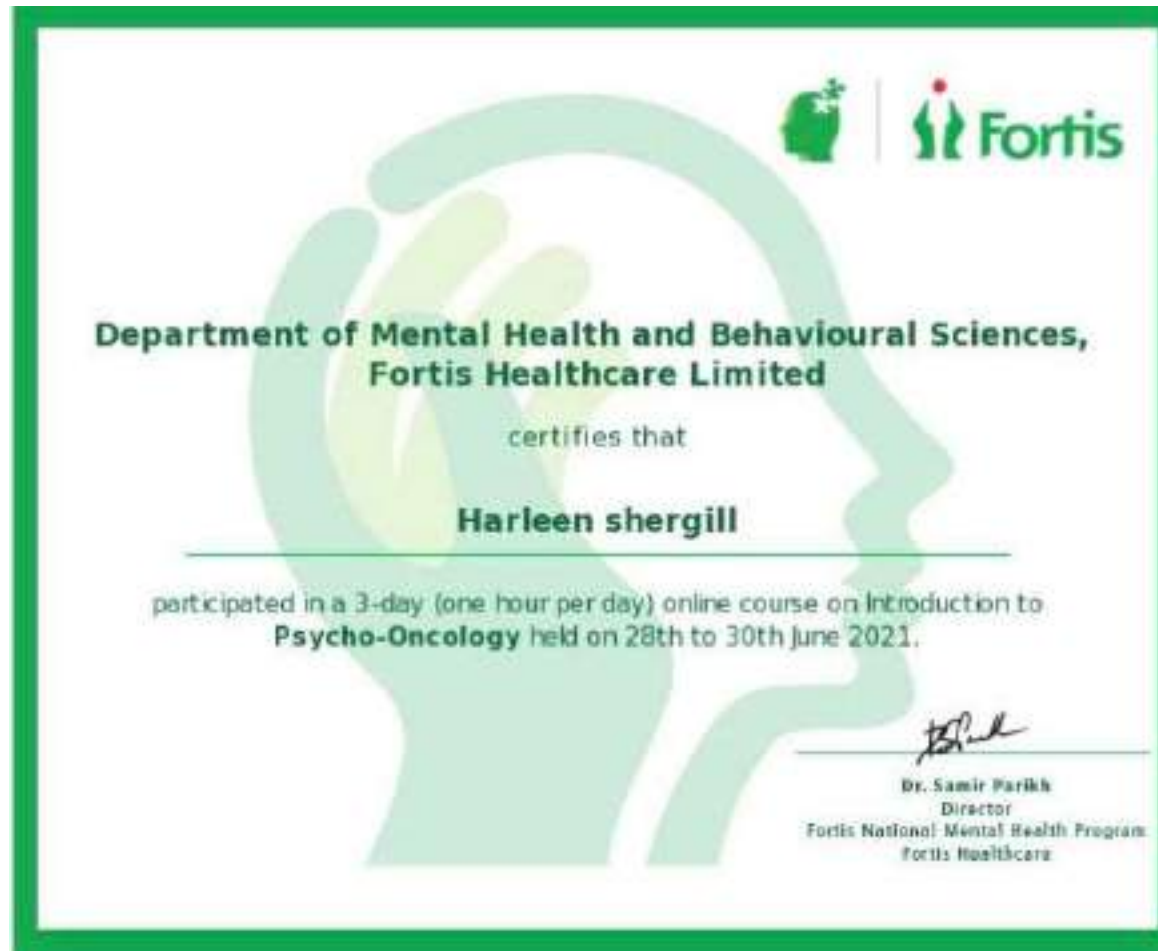 Fortis
Department of Mental Health and Behavioural Sciences,
Fortis Healthcare Limited
certifies that
Harleen shergill
participated in a 3-day (one hour per day) online course on Introduction to
Psycho-Oncology held on 28th to 30th June 2021.
Dr. Samir Parikh
Director
Fortis National Mental Health Program
Fortis Healthcare